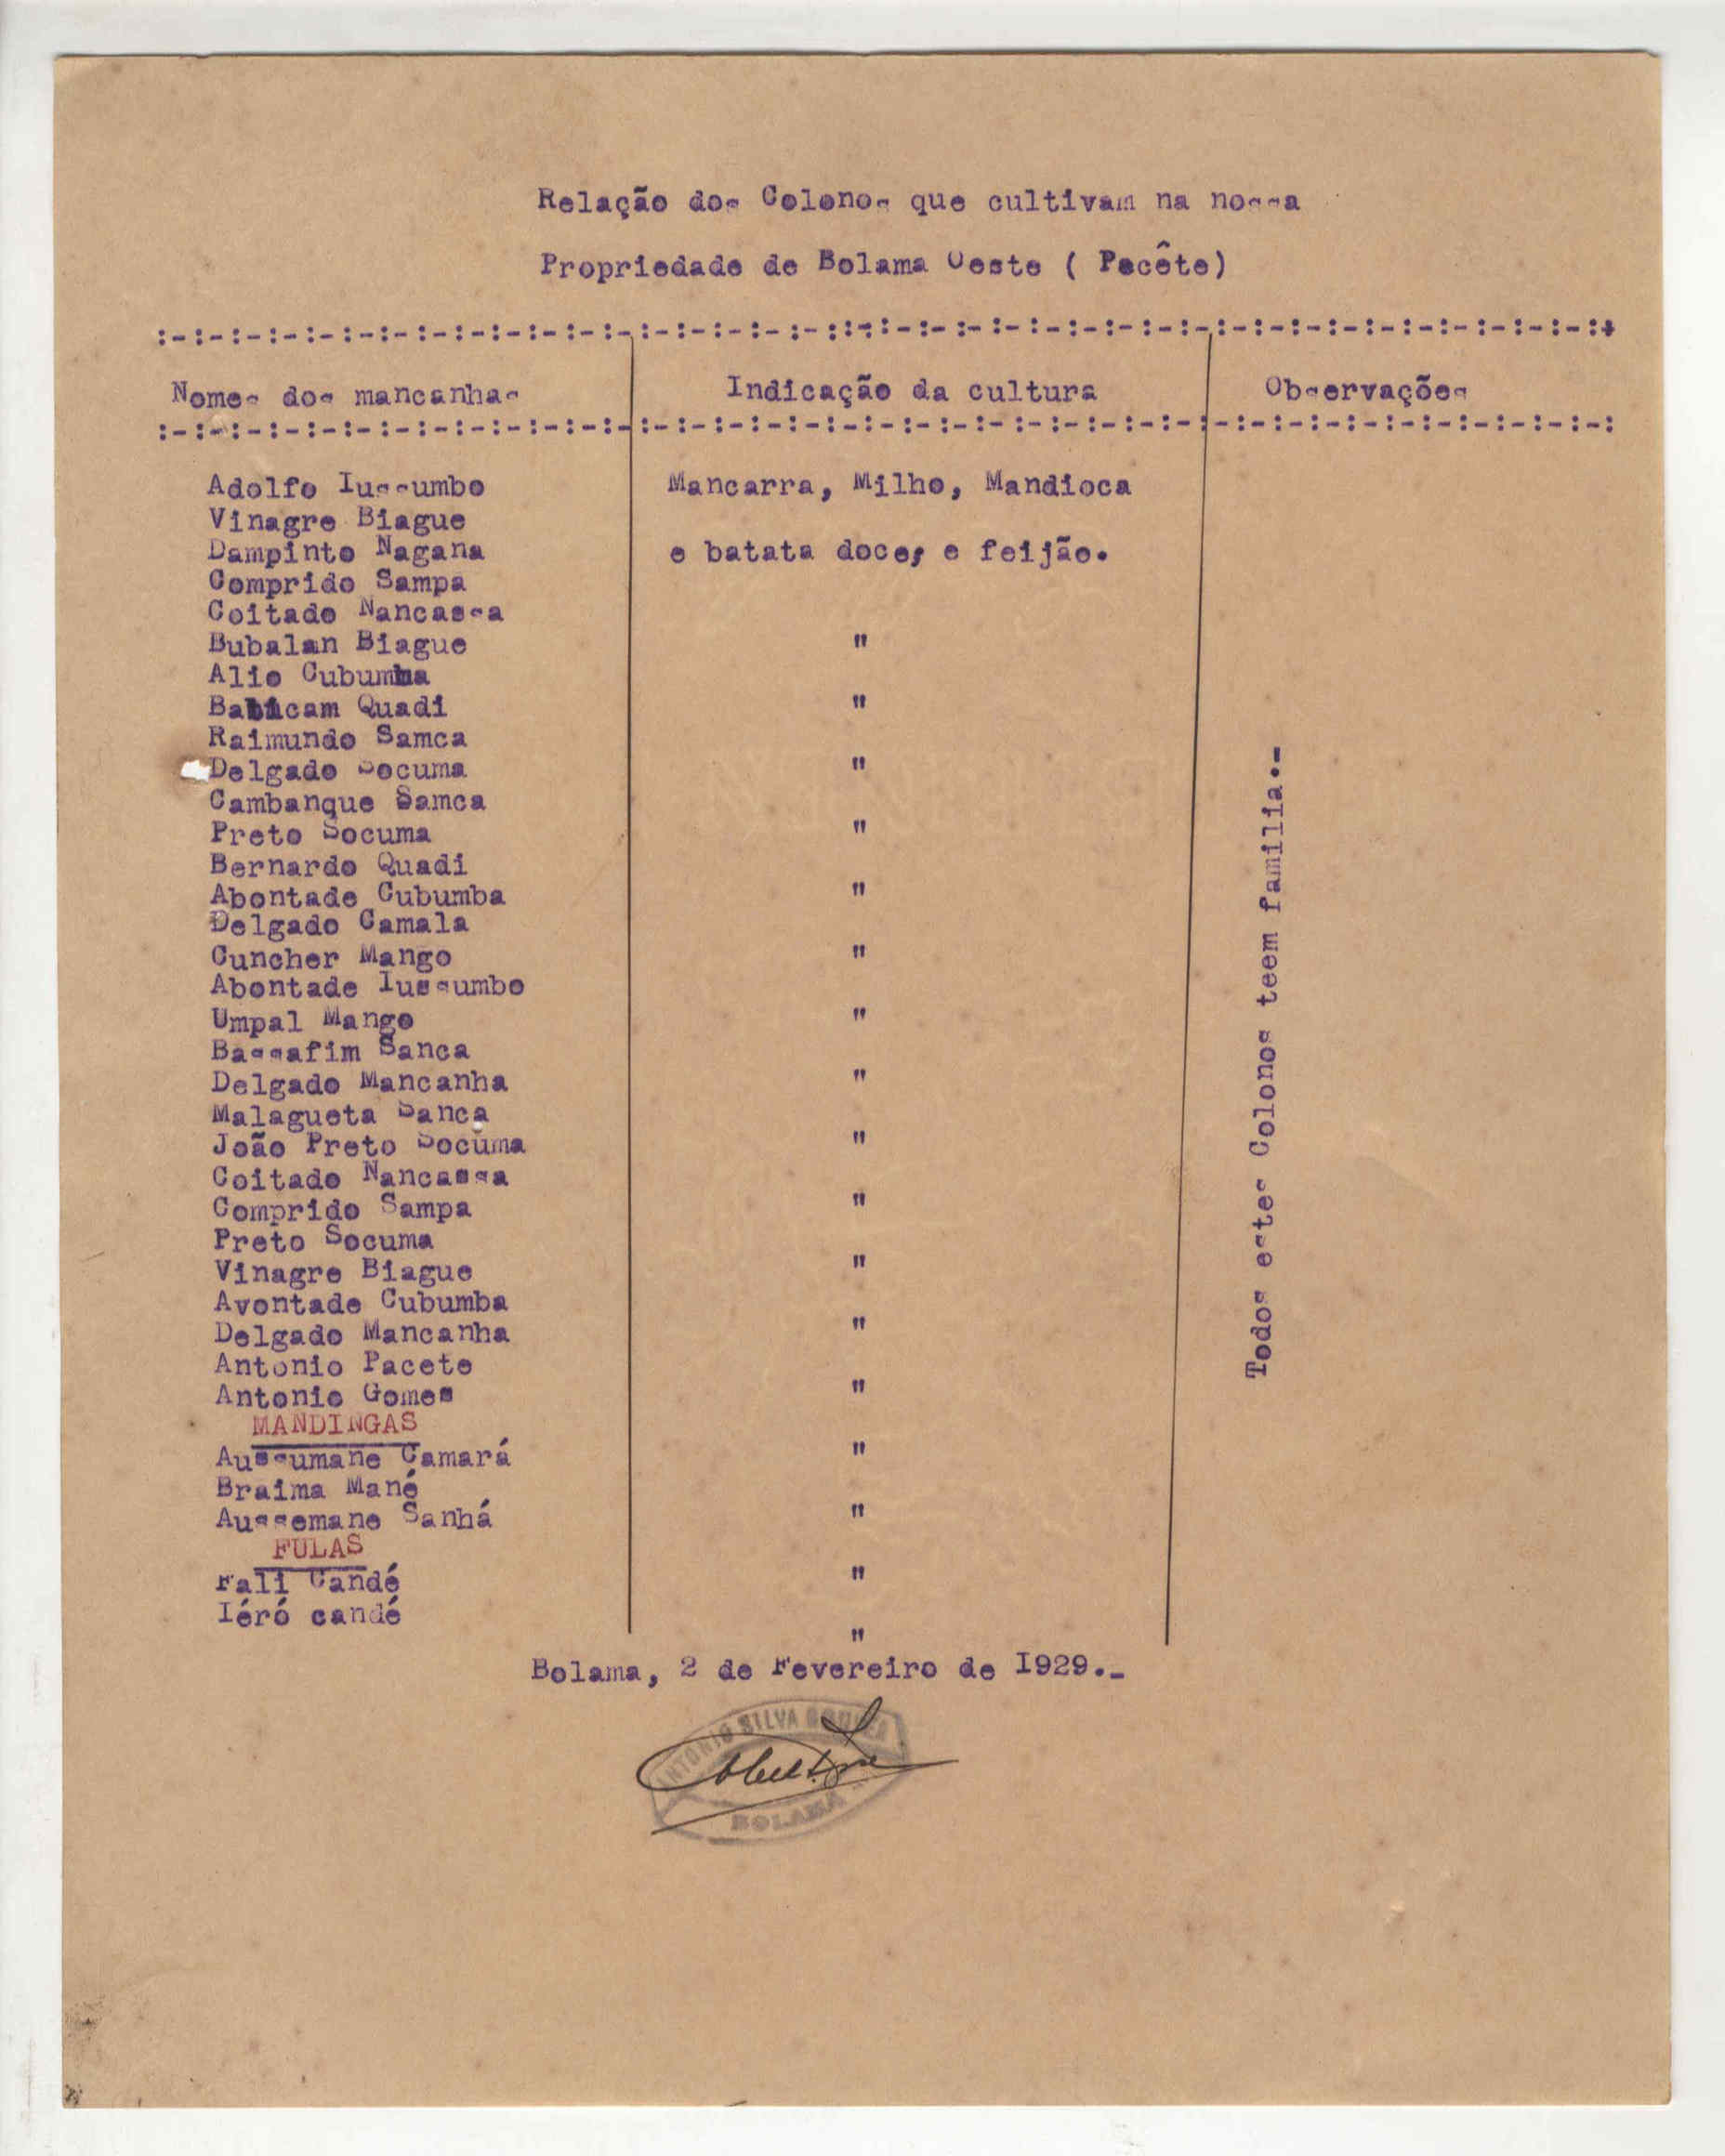 Relação dos Colonos que cultivam na nossa
Propriedade de Bolama Oeste ( Pecête)
:-:-:-:-:-:-:-:-:-:-:-:-:-:-:-:-:-:-:-::-:-:-:-:-:-:-:-:-:-:-:-:-:-:-:-:-:-:-:-:+
Nomes dos mancanhas Indicação da cultura Observações
:-:-:-:-:-:-:-:-:-:-:-:-:-:-:-:-:-:-:-:-:-:-:-:-:-:-:-:-:-:-:-:-:-:-:-:-:-:-:-:
Adolfo Iussumbo Mancarra, Milho, Mandioca
Vinagre Biague
Dampinto Nagana e batata doce, e feijão.
Comprido Sampa
Coitado Nancassa
Bubalan Biague "
Alio Cubumba
Babacam Quadi "
Raimundo Samca
Delgado Socuma "
Cambanque Samca
Preto Socuma "
Bernardo Quadi
Abontade Cubumba "
Delgado Camala
Cuncher Mango "
Abontade Iussumbo
Umpal Mango "
Bassafim Sanca
Delgado Mancanha "
Malagueta Sanca
João Preto Socuma "
Coitado Nancassa
Comprido Sampa "
Preto Socuma
Vinagre Biague "
Avontade Cubumba
Delgado Mancanha "
Antonio Pacete
Antonio Gomes "
MANDINGAS
Aussumane Camará "
Braima Mané
Aussemane Sanhá "
FULAS
Fali Candé "
Iéró candé
"
Todos estes Colonos teem familia.-
Bolama, 2 de Fevereiro de I929.-
ANTONIO SILVA GOUVEA
BOLAMA